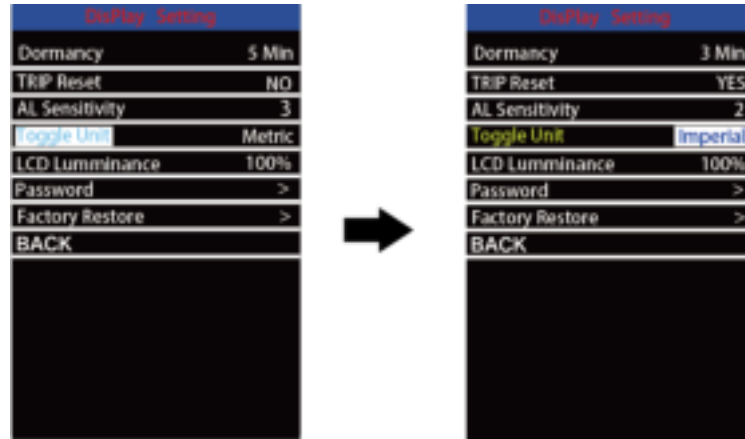 DisPlay Setting
Dormancy 5 Min
TRIP Reset NO
AL Sensitivity 3
Toggle Unit Metric
LCD Lumminance 100%
Password >
Factory Restore >
BACK
DisPlay Setting
Dormancy 3 Min
TRIP Reset YES
AL Sensitivity 2
Toggle Unit Imperial
LCD Lumminance 100%
Password >
Factory Restore >
BACK